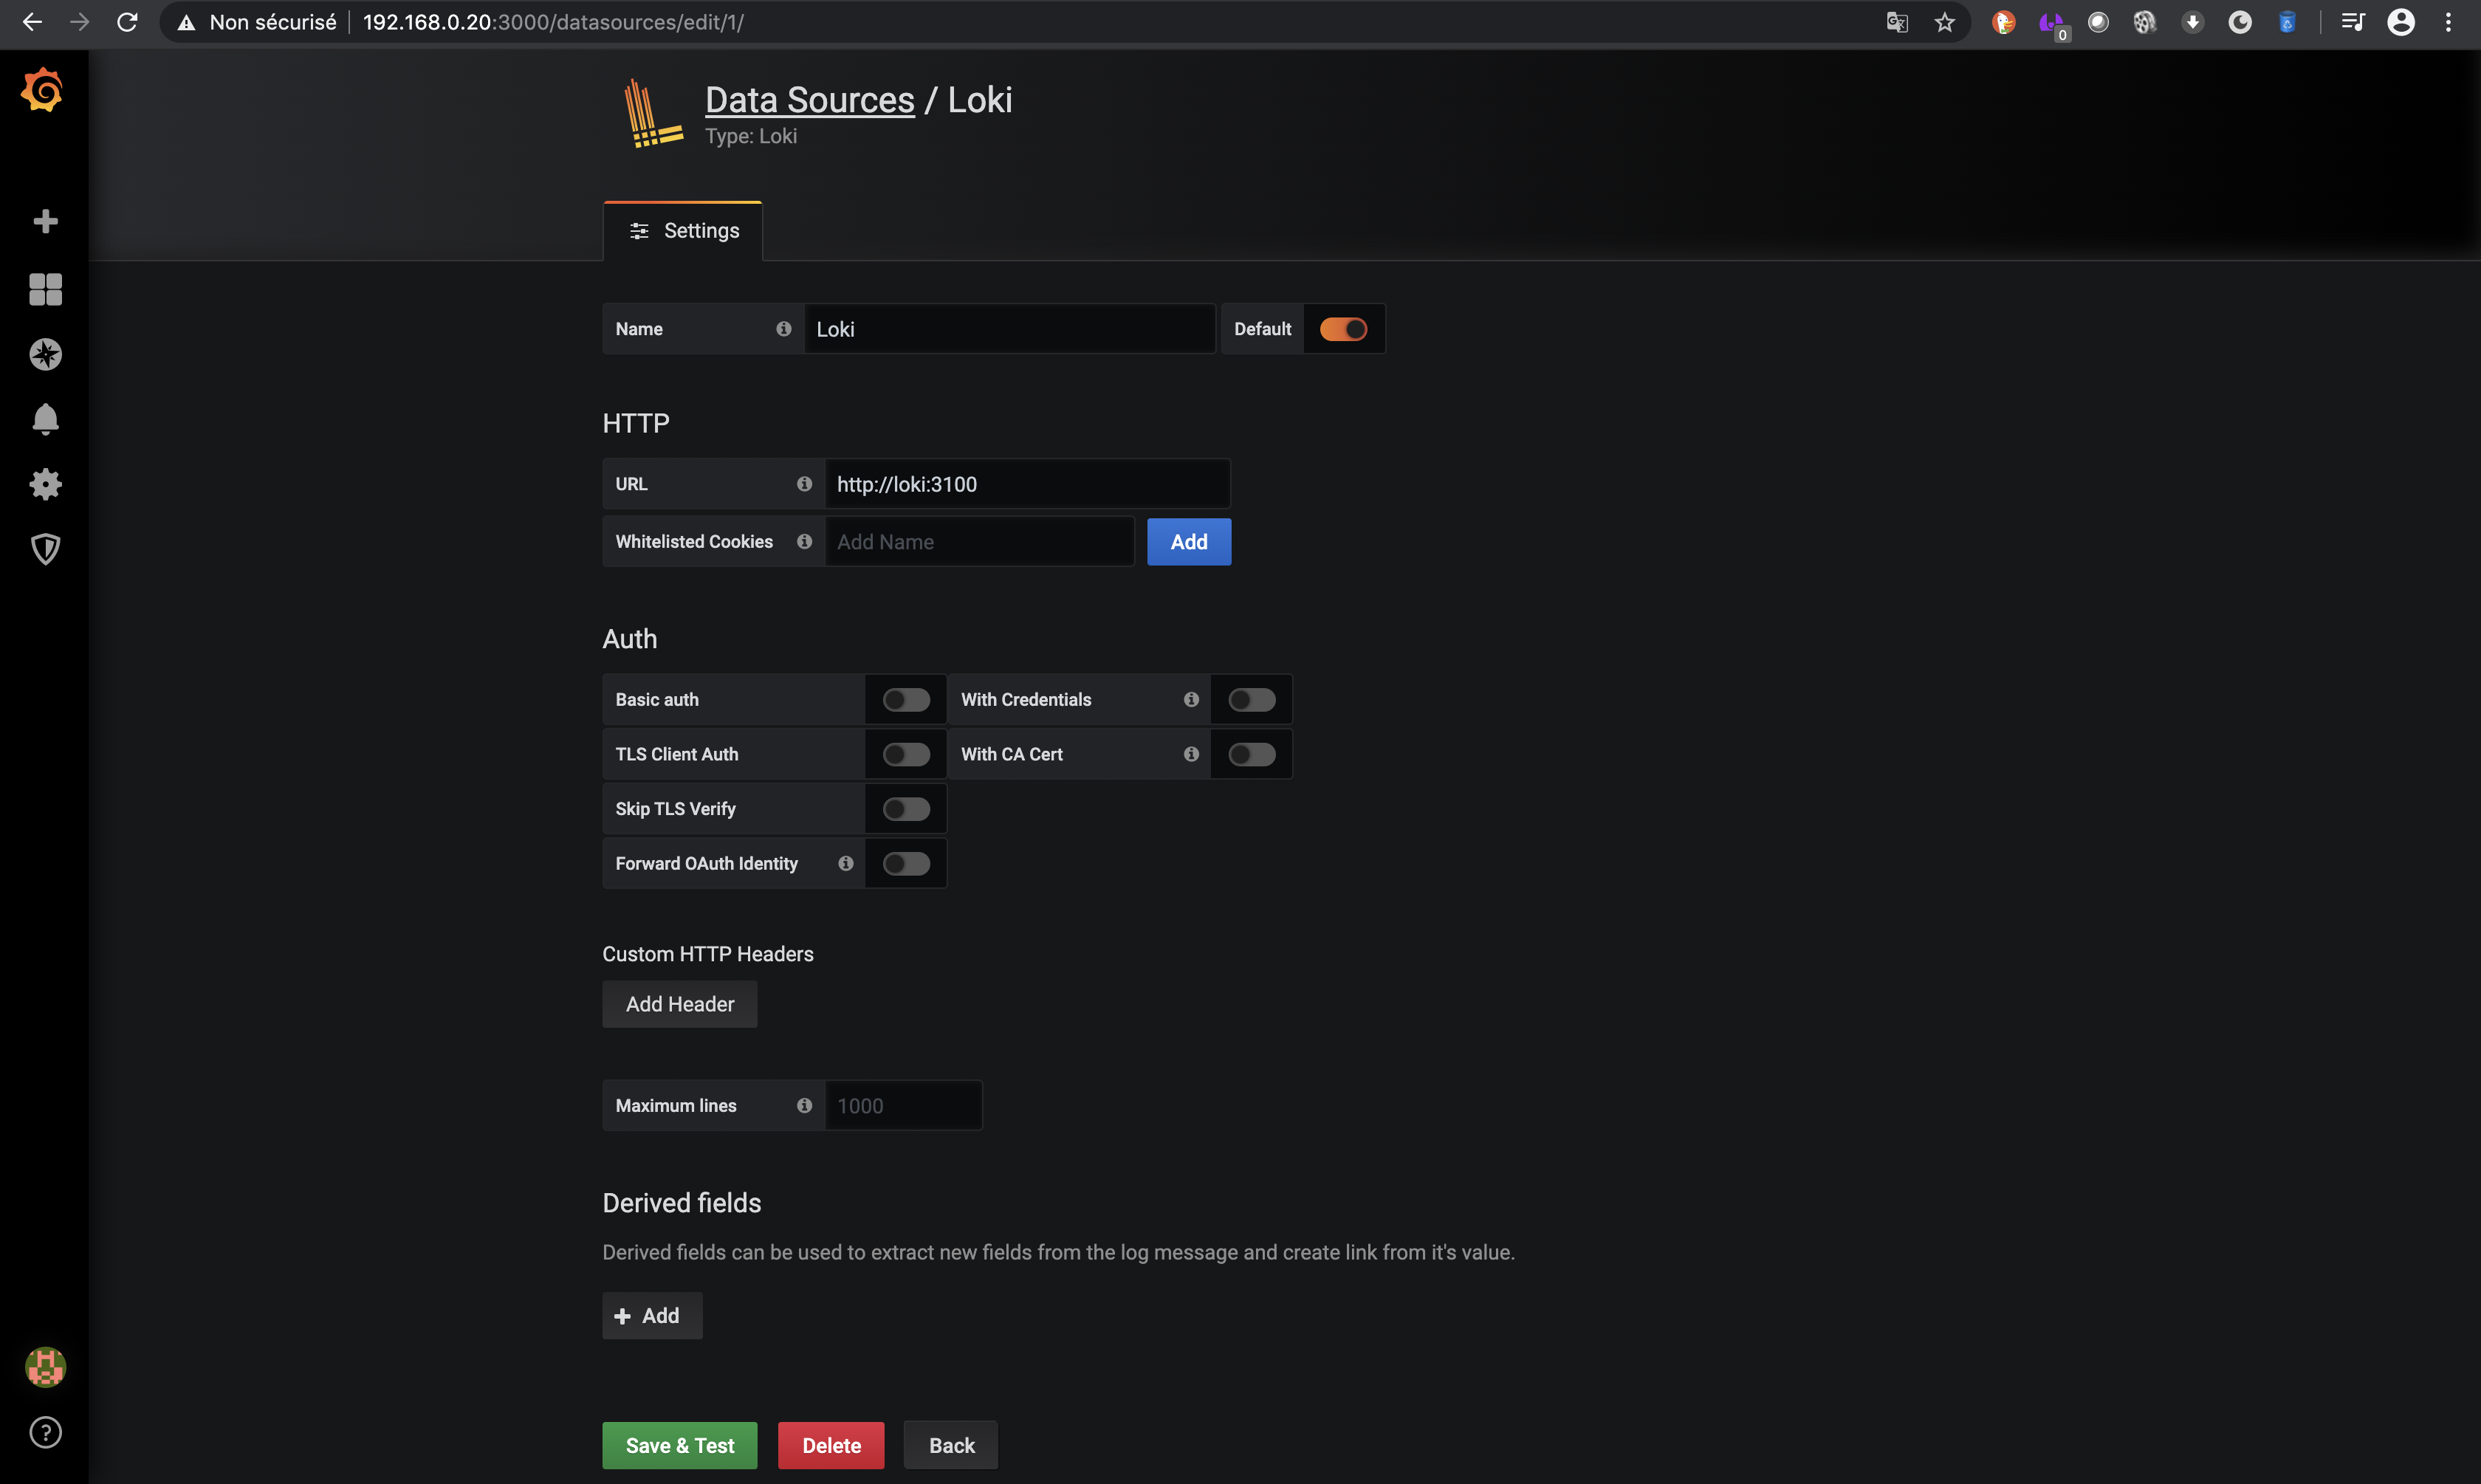 Non sécurisé | 192.168.0.20:3000/datasources/edit/1/
0
Data Sources / Loki
Type: Loki
Settings
Name Loki Default
HTTP
URL http://loki:3100
Whitelisted Cookies Add Name Add
Auth
Basic auth With Credentials
TLS Client Auth With CA Cert
Skip TLS Verify
Forward OAuth Identity
Custom HTTP Headers
Add Header
Maximum lines 1000
Derived fields
Derived fields can be used to extract new fields from the log message and create link from it's value.
+ Add
Save & Test Delete Back